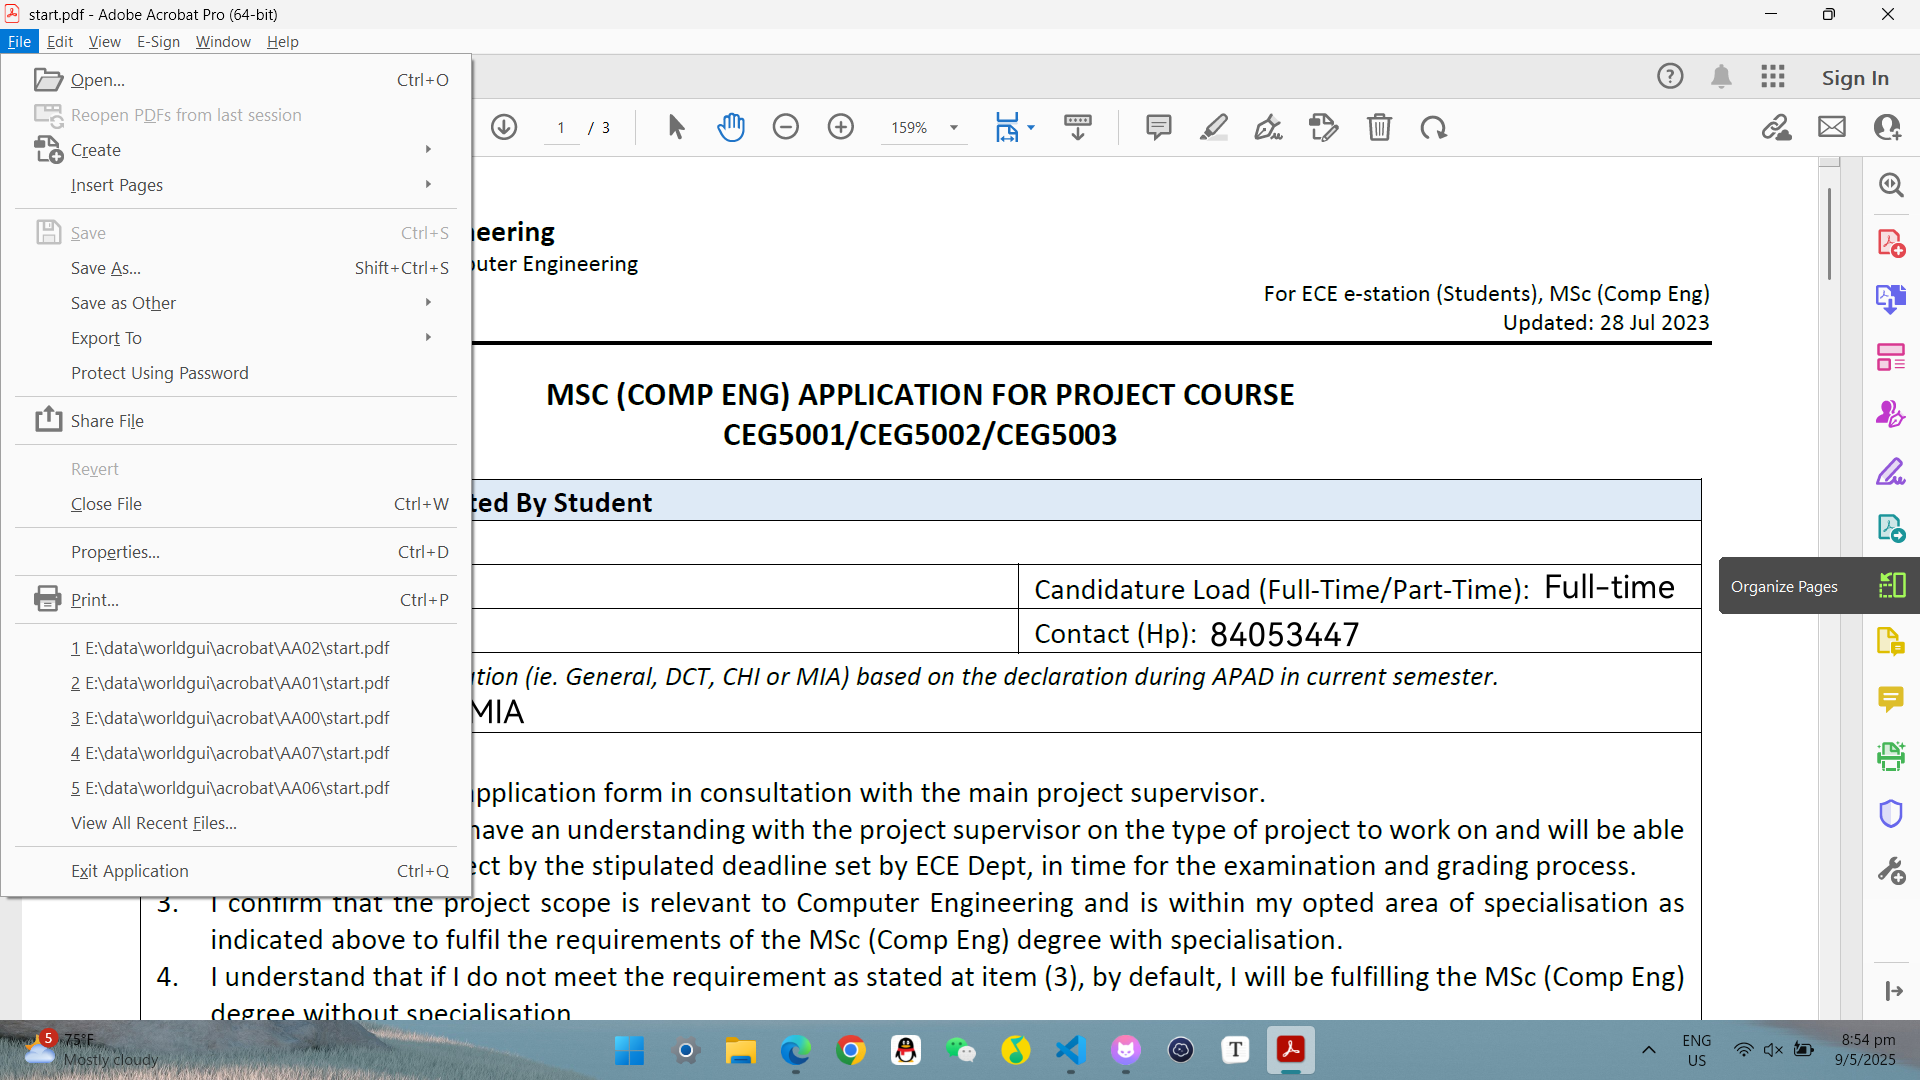 start.pdf - Adobe Acrobat Pro (64-bit)
File Edit View E-Sign Window Help
Open... Ctrl+O
Reopen PDFs from last session
Create
Insert Pages
Save Ctrl+S
Save As... Shift+Ctrl+S
Save as Other
Export To
Protect Using Password
Share File
Revert
Close File Ctrl+W
Properties... Ctrl+D
Print... Ctrl+P
1 E:\data\worldgui\acrobat\AA02\start.pdf
2 E:\data\worldgui\acrobat\AA01\start.pdf
3 E:\data\worldgui\acrobat\AA00\start.pdf
4 E:\data\worldgui\acrobat\AA07\start.pdf
5 E:\data\worldgui\acrobat\AA06\start.pdf
View All Recent Files...
Exit Application Ctrl+Q
Sign In
1 / 3 159%
neering
puter Engineering
For ECE e-station (Students), MSc (Comp Eng)
Updated: 28 Jul 2023
MSC (COMP ENG) APPLICATION FOR PROJECT COURSE
CEG5001/CEG5002/CEG5003
ted By Student
Candidature Load (Full-Time/Part-Time): Full-time
Contact (Hp): 84053447
tion (ie. General, DCT, CHI or MIA) based on the declaration during APAD in current semester.
MIA
application form in consultation with the main project supervisor.
have an understanding with the project supervisor on the type of project to work on and will be able
ect by the stipulated deadline set by ECE Dept, in time for the examination and grading process.
3. I confirm that the project scope is relevant to Computer Engineering and is within my opted area of specialisation as
indicated above to fulfil the requirements of the MSc (Comp Eng) degree with specialisation.
4. I understand that if I do not meet the requirement as stated at item (3), by default, I will be fulfilling the MSc (Comp Eng)
degree without specialisation
Organize Pages
5
75°F
Mostly cloudy
T
ENG
US
8:54 pm
9/5/2025